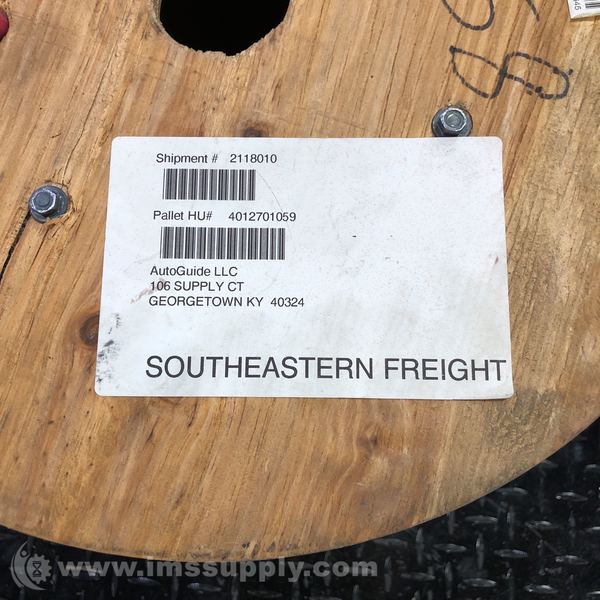 Shipment # 2118010
Pallet HU# 4012701059
AutoGuide LLC
106 SUPPLY CT
GEORGETOWN KY 40324
SOUTHEASTERN FREIGHT
www.imssupply.com